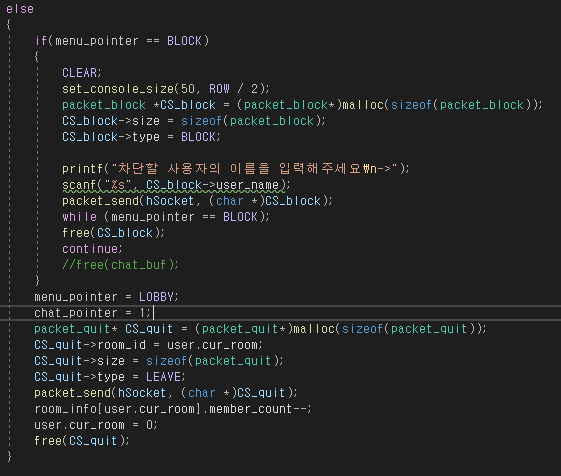 else
{
if(menu_pointer == BLOCK)
{
CLEAR;
set_console_size(50, ROW / 2);
packet_block *CS_block = (packet_block*)malloc(sizeof(packet_block));
CS_block->size = sizeof(packet_block);
CS_block->type = BLOCK;
printf("차단할 사용자의 이름을 입력해주세요₩n->");
scanf("%s", CS_block->user_name);
packet_send(hSocket, (char *)CS_block);
while (menu_pointer == BLOCK);
free(CS_block);
continue;
//free(chat_buf);
}
menu_pointer = LOBBY;
chat_pointer = 1;
packet_quit* CS_quit = (packet_quit*)malloc(sizeof(packet_quit));
CS_quit->room_id = user.cur_room;
CS_quit->size = sizeof(packet_quit);
CS_quit->type = LEAVE;
packet_send(hSocket, (char *)CS_quit);
room_info[user.cur_room].member_count--;
user.cur_room = 0;
free(CS_quit);
}